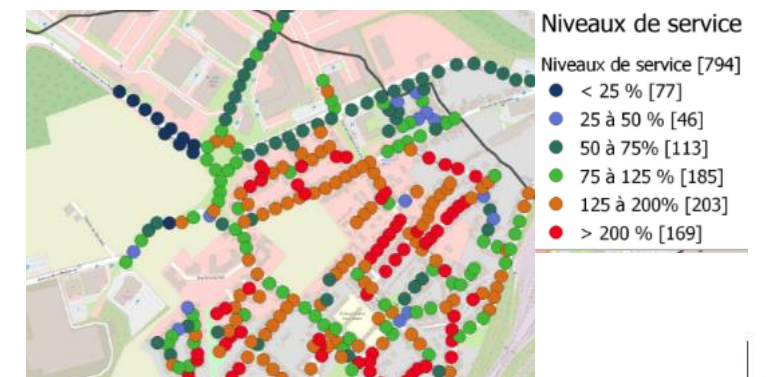 Niveaux de service
Niveaux de service [794]
< 25 % [77]
25 à 50 % [46]
50 à 75% [113]
75 à 125 % [185]
125 à 200% [203]
> 200 % [169]